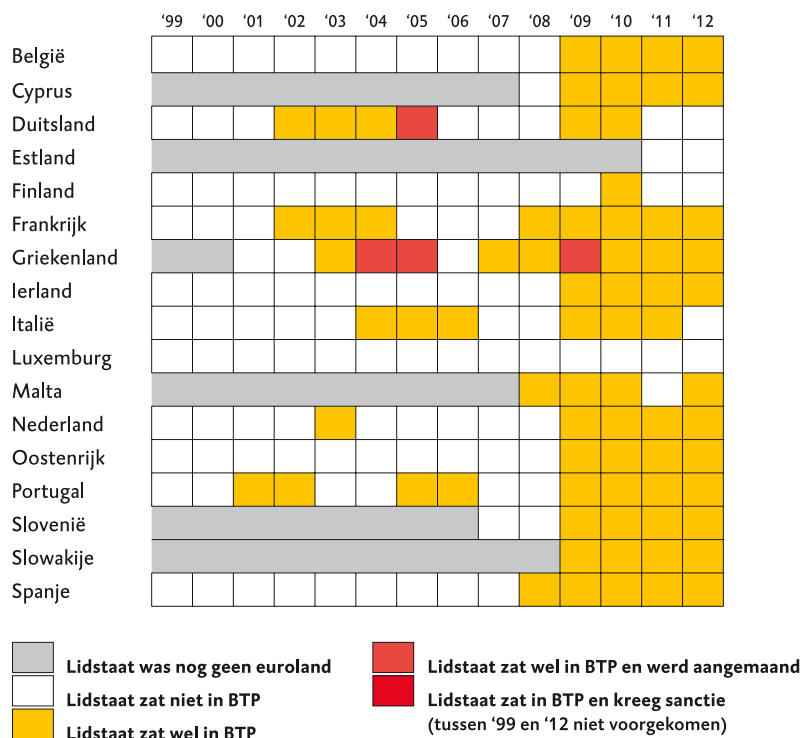 ‘99 ‘00 ‘01 ‘02 ‘03 ‘04 ‘05 ‘06 ‘07 ‘08 ‘09 ‘10 ‘11 ‘12
België
Cyprus
Duitsland
Estland
Finland
Frankrijk
Griekenland
Ierland
Italië
Luxemburg
Malta
Nederland
Oostenrijk
Portugal
Slovenië
Slowakije
Spanje
Lidstaat was nog geen euroland
Lidstaat zat niet in BTP
Lidstaat zat wel in BTP
Lidstaat zat wel in BTP en werd aangemaand
Lidstaat zat in BTP en kreeg sanctie
(tussen ‘99 en ‘12 niet voorgekomen)